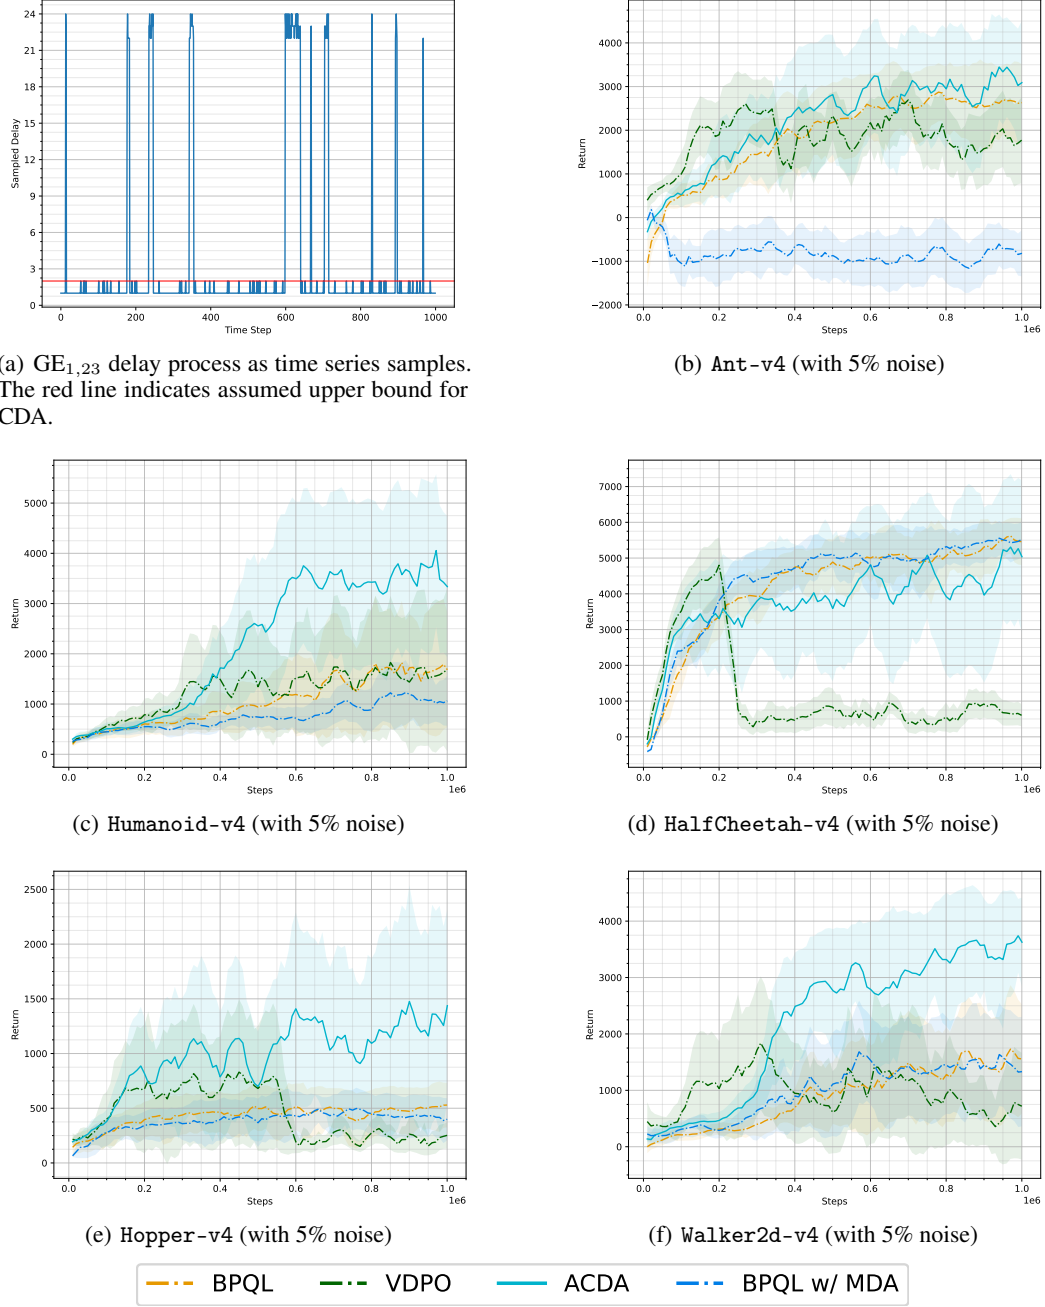 24
21
18
15
12
9
6
3
0
Sampled Delay
0
200
400
600
800
1000
Time Step
(a) GE1,23 delay process as time series samples.
The red line indicates assumed upper bound for
CDA.
4000
3000
2000
1000
0
−1000
−2000
Return
0.0
0.2
0.4
0.6
0.8
1.0
1e6
Steps
(b) Ant-v4 (with 5% noise)
5000
4000
3000
2000
1000
0
Return
0.0
0.2
0.4
0.6
0.8
1.0
1e6
Steps
(c) Humanoid-v4 (with 5% noise)
7000
6000
5000
4000
3000
2000
1000
0
Return
0.0
0.2
0.4
0.6
0.8
1.0
1e6
Steps
(d) HalfCheetah-v4 (with 5% noise)
2500
2000
1500
1000
500
0
Return
0.0
0.2
0.4
0.6
0.8
1.0
1e6
Steps
(e) Hopper-v4 (with 5% noise)
4000
3000
2000
1000
0
Return
0.0
0.2
0.4
0.6
0.8
1.0
1e6
Steps
(f) Walker2d-v4 (with 5% noise)
BPQL VDPO ACDA BPQL w/ MDA